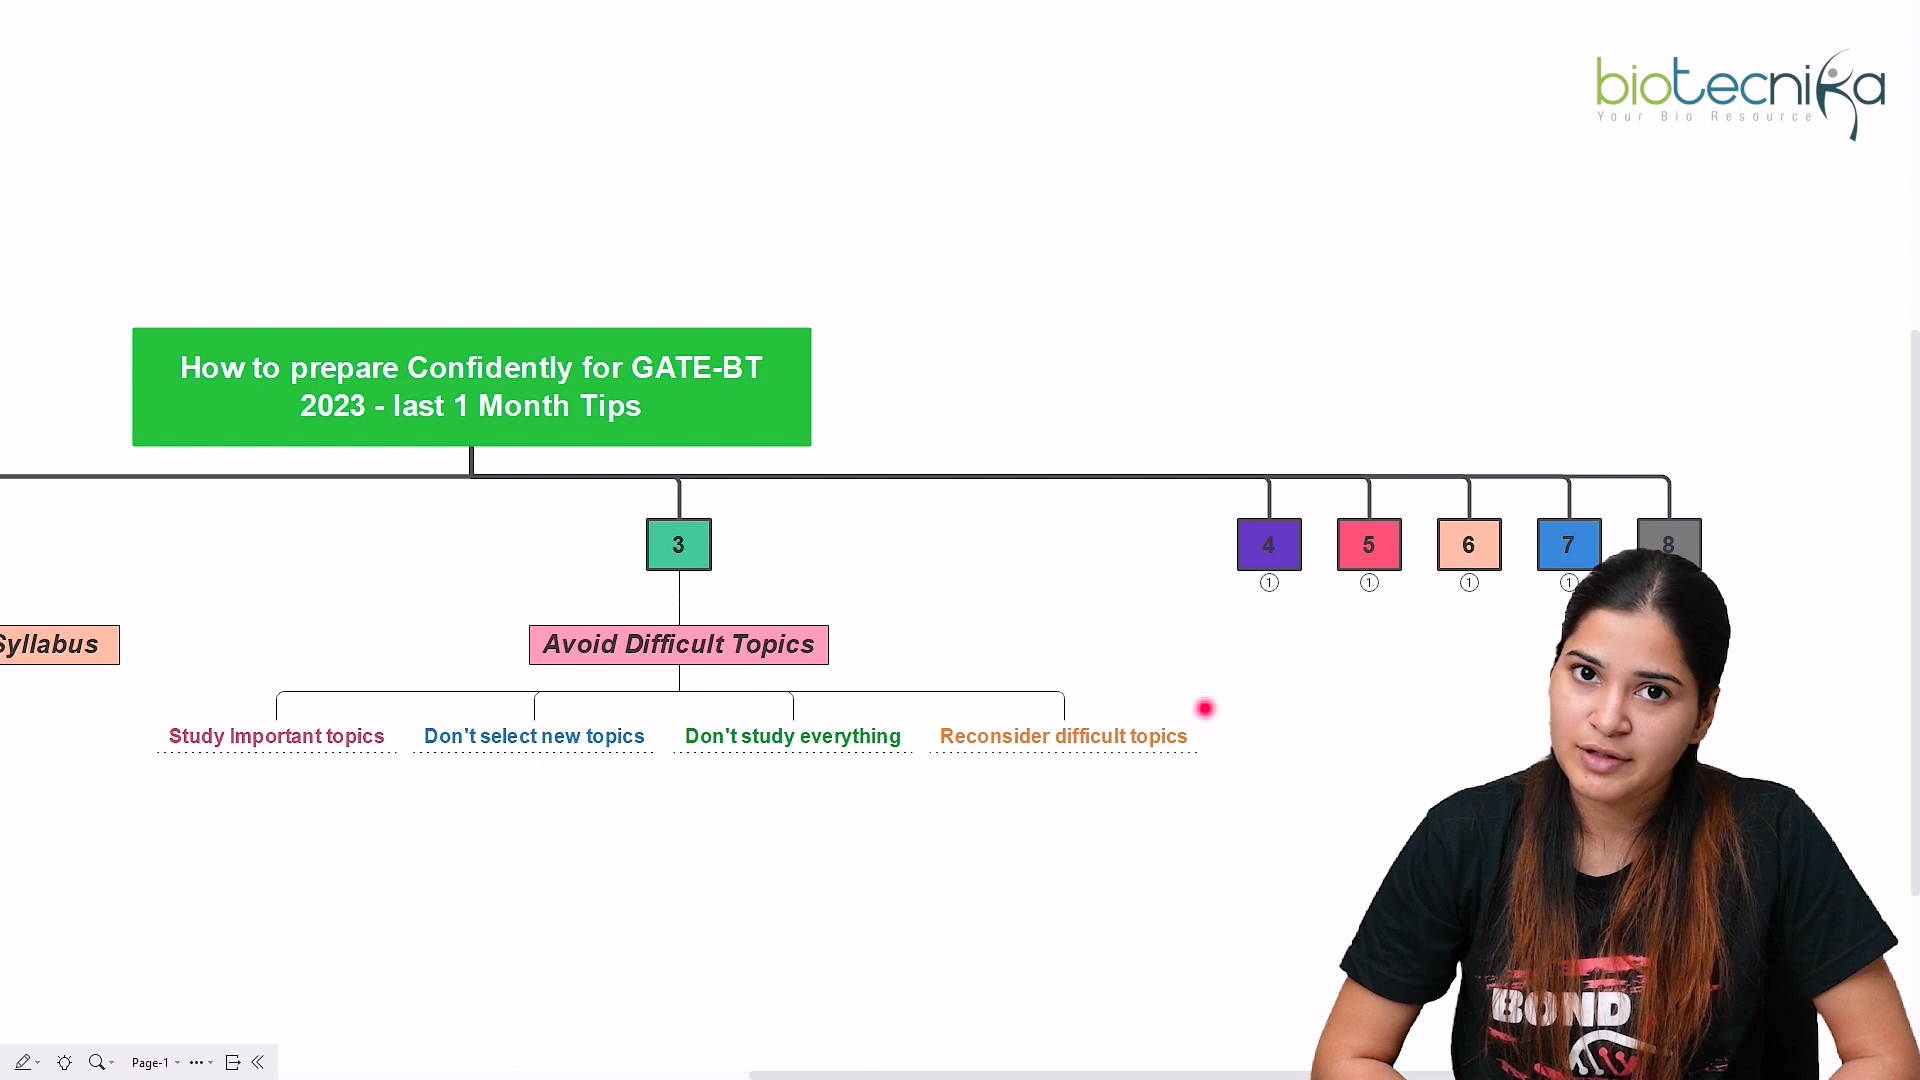 biotecnika
Your Bio Resource
How to prepare Confidently for GATE-BT
2023 - last 1 Month Tips
3
4
5
6
7
8
1
1
1
1
Syllabus
Avoid Difficult Topics
Study Important topics
Don't select new topics
Don't study everything
Reconsider difficult topics
BOND
Page-1